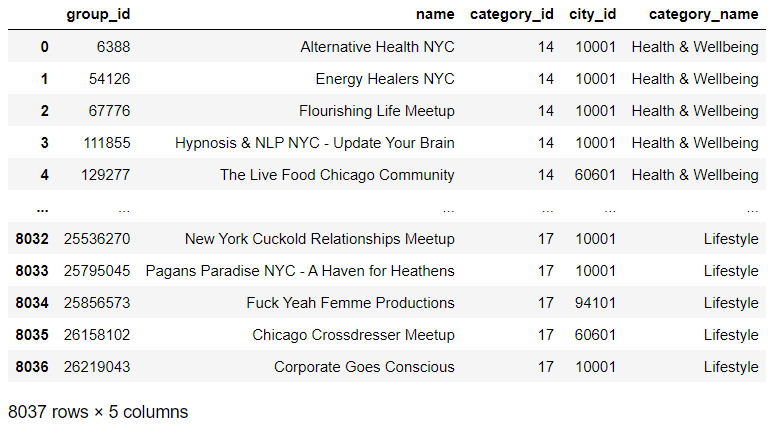 group_id name category_id city_id category_name
0 6388 Alternative Health NYC 14 10001 Health & Wellbeing
1 54126 Energy Healers NYC 14 10001 Health & Wellbeing
2 67776 Flourishing Life Meetup 14 10001 Health & Wellbeing
3 111855 Hypnosis & NLP NYC - Update Your Brain 14 10001 Health & Wellbeing
4 129277 The Live Food Chicago Community 14 60601 Health & Wellbeing
... ... ... ... ... ...
8032 25536270 New York Cuckold Relationships Meetup 17 10001 Lifestyle
8033 25795045 Pagans Paradise NYC - A Haven for Heathens 17 10001 Lifestyle
8034 25856573 Fuck Yeah Femme Productions 17 94101 Lifestyle
8035 26158102 Chicago Crossdresser Meetup 17 60601 Lifestyle
8036 26219043 Corporate Goes Conscious 17 10001 Lifestyle
8037 rows × 5 columns